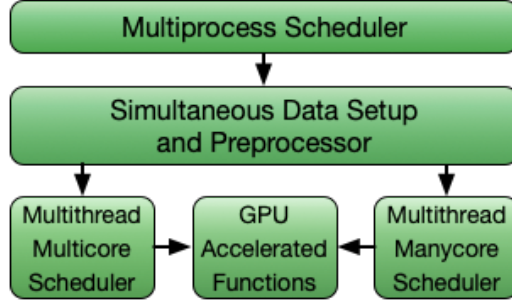 Multiprocess Scheduler
Simultaneous Data Setup
and Preprocessor
Multithread
Multicore
Scheduler
GPU
Accelerated
Functions
Multithread
Manycore
Scheduler